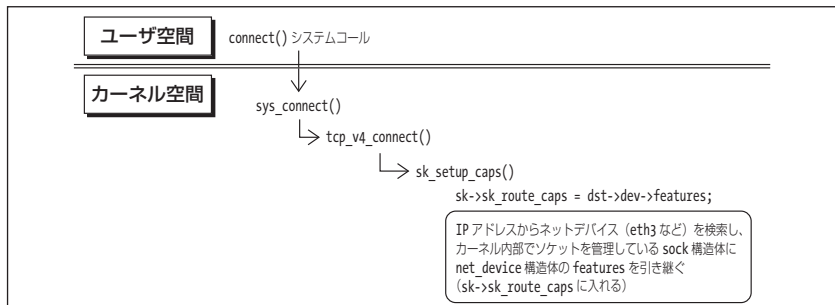 ユーザ空間
connect() システムコール
カーネル空間
sys_connect()
tcp_v4_connect()
sk_setup_caps()
sk->sk_route_caps = dst->dev->features;
IP アドレスからネットデバイス（eth3 など）を検索し、
カーネル内部でソケットを管理している sock 構造体に
net_device 構造体の features を引き継ぐ
（sk->sk_route_caps に入れる）